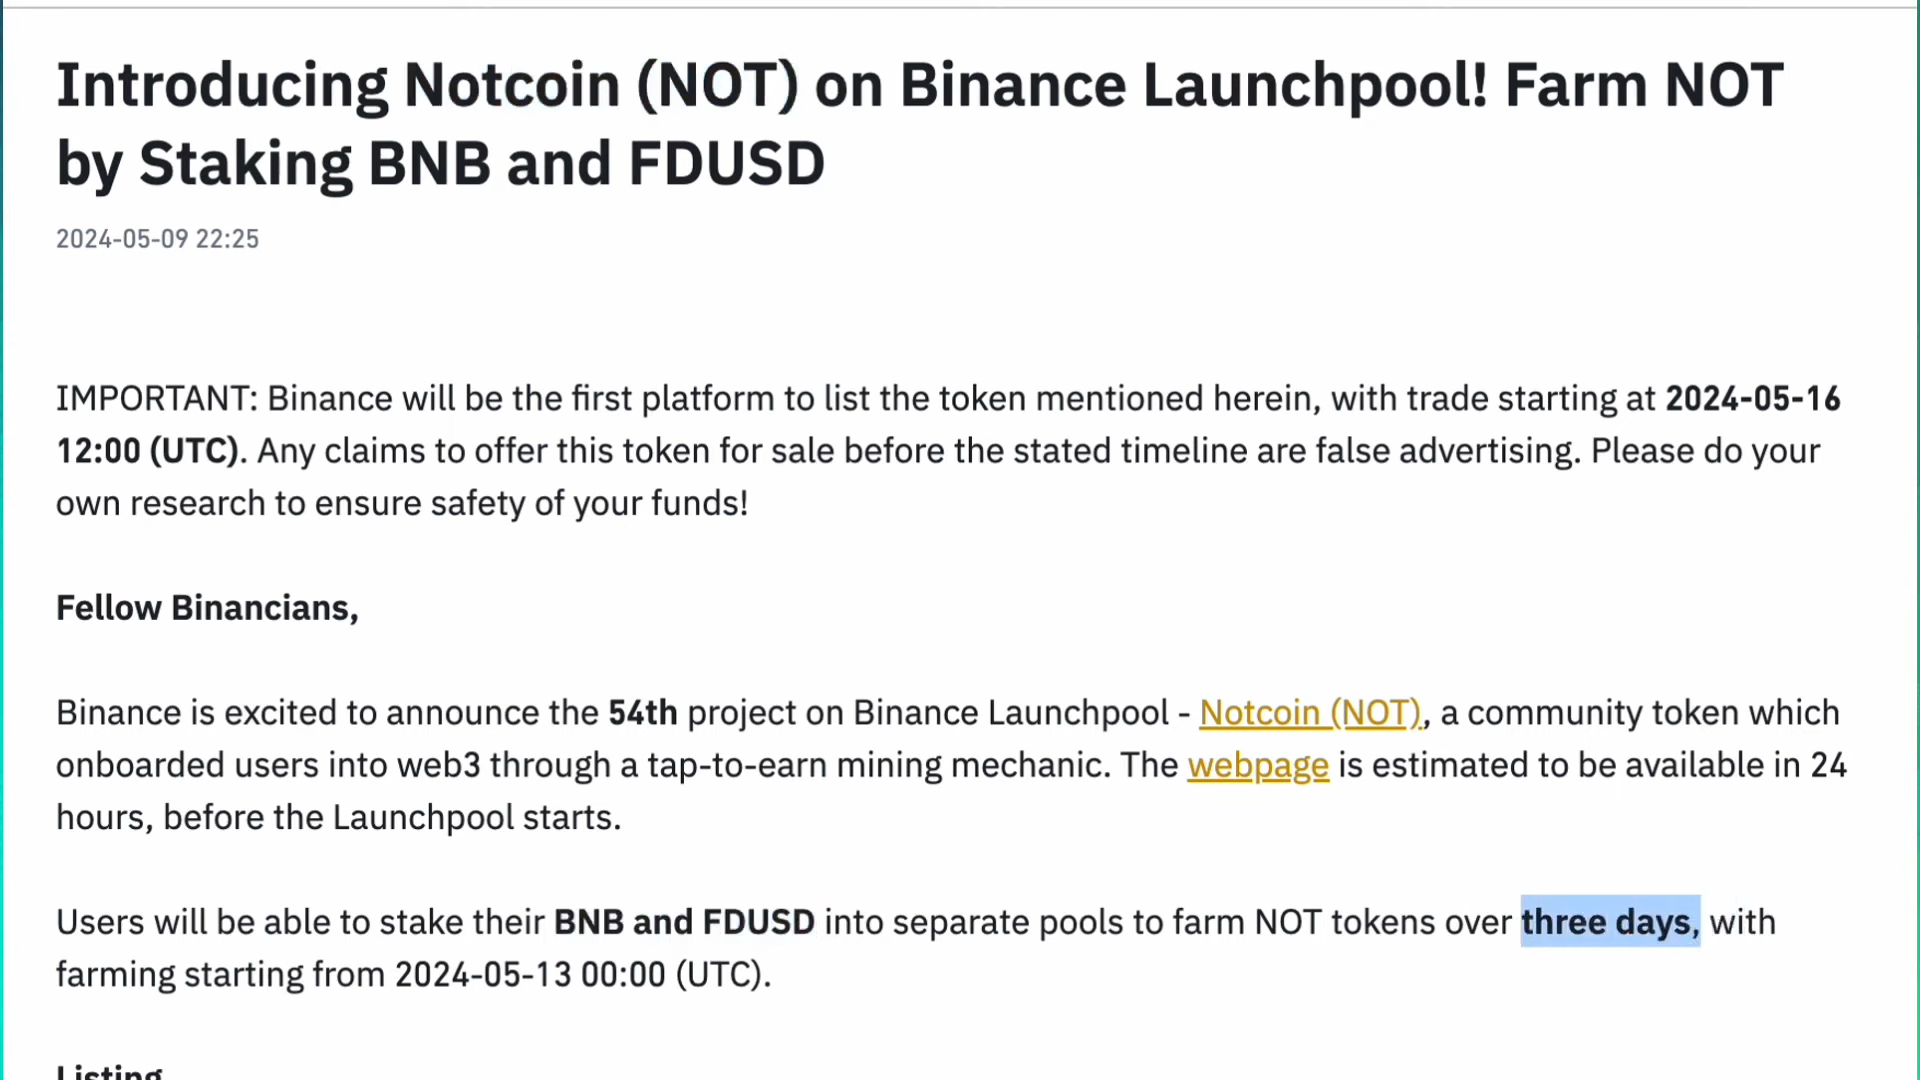 Introducing Notcoin (NOT) on Binance Launchpool! Farm NOT
by Staking BNB and FDUSD
2024-05-09 22:25
IMPORTANT: Binance will be the first platform to list the token mentioned herein, with trade starting at 2024-05-16
12:00 (UTC). Any claims to offer this token for sale before the stated timeline are false advertising. Please do your
own research to ensure safety of your funds!
Fellow Binancians,
Binance is excited to announce the 54th project on Binance Launchpool - Notcoin (NOT), a community token which
onboarded users into web3 through a tap-to-earn mining mechanic. The webpage is estimated to be available in 24
hours, before the Launchpool starts.
Users will be able to stake their BNB and FDUSD into separate pools to farm NOT tokens over three days, with
farming starting from 2024-05-13 00:00 (UTC).
Listing